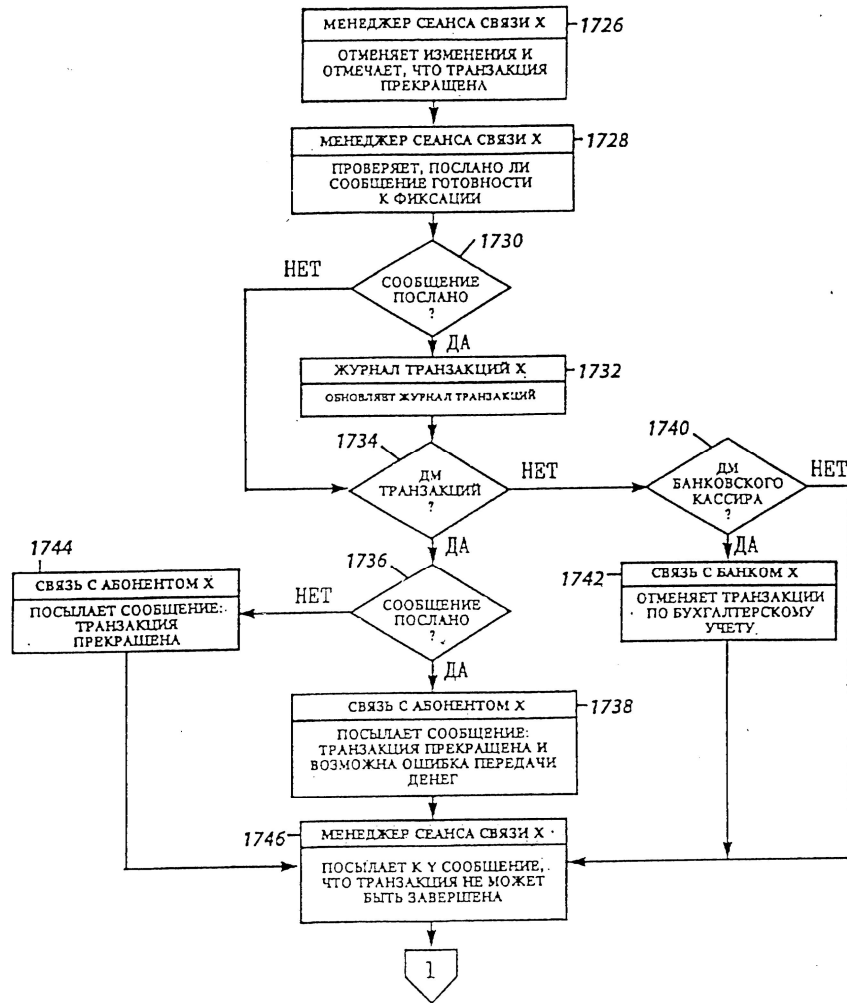 МЕНЕДЖЕР СЕАНСА СВЯЗИ X
1726
ОТМЕНЯЕТ ИЗМЕНЕНИЯ И
ОТМЕЧАЕТ, ЧТО ТРАНЗАКЦИЯ
ПРЕКРАЩЕНА
МЕНЕДЖЕР СЕАНСА СВЯЗИ X
1728
ПРОВЕРЯЕТ, ПОСЛАНО ЛИ
СООБЩЕНИЕ ГОТОВНОСТИ
К ФИКСАЦИИ
1730
НЕТ
СООБЩЕНИЕ
ПОСЛАНО
?
ДА
ЖУРНАЛ ТРАНЗАКЦИЙ X
1732
ОБНОВЛЯЕТ ЖУРНАЛ ТРАНЗАКЦИЙ
1734
ДМ
ТРАНЗАКЦИЙ
?
НЕТ
1740
ДМ
БАНКОВСКОГО
КАССИРА
?
НЕТ
ДА
ДА
1744
СВЯЗЬ С АБОНЕНТОМ X
ПОСЫЛАЕТ СООБЩЕНИЕ:
ТРАНЗАКЦИЯ
ПРЕКРАЩЕНА
1736
НЕТ
СООБЩЕНИЕ
ПОСЛАНО
?
ДА
1742
СВЯЗЬ С БАНКОМ X
ОТМЕНЯЕТ ТРАНЗАКЦИИ
ПО БУХГАЛТЕРСКОМУ
УЧЕТУ
СВЯЗЬ С АБОНЕНТОМ X
1738
ПОСЫЛАЕТ СООБЩЕНИЕ:
ТРАНЗАКЦИЯ ПРЕКРАЩЕНА И
ВОЗМОЖНА ОШИБКА ПЕРЕДАЧИ
ДЕНЕГ
1746
МЕНЕДЖЕР СЕАНСА СВЯЗИ X
ПОСЫЛАЕТ К Y СООБЩЕНИЕ,
ЧТО ТРАНЗАКЦИЯ НЕ МОЖЕТ
БЫТЬ ЗАВЕРШЕНА
1